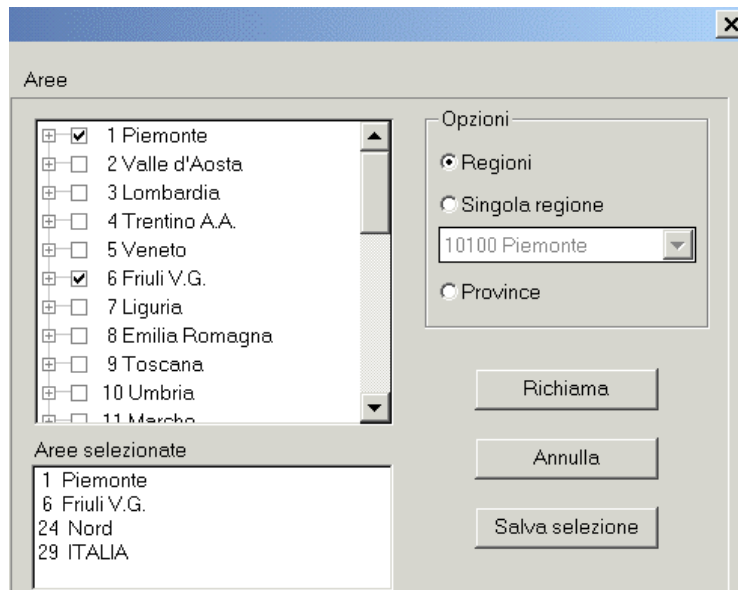 Aree
1 Piemonte
2 Valle d'Aosta
3 Lombardia
4 Trentino A.A.
5 Veneto
6 Friuli V.G.
7 Liguria
8 Emilia Romagna
9 Toscana
10 Umbria
11 Marche
Opzioni
Regioni
Singola regione
10100 Piemonte
Province
Richiama
Annulla
Salva selezione
Aree selezionate
1 Piemonte
6 Friuli V.G.
24 Nord
29 ITALIA